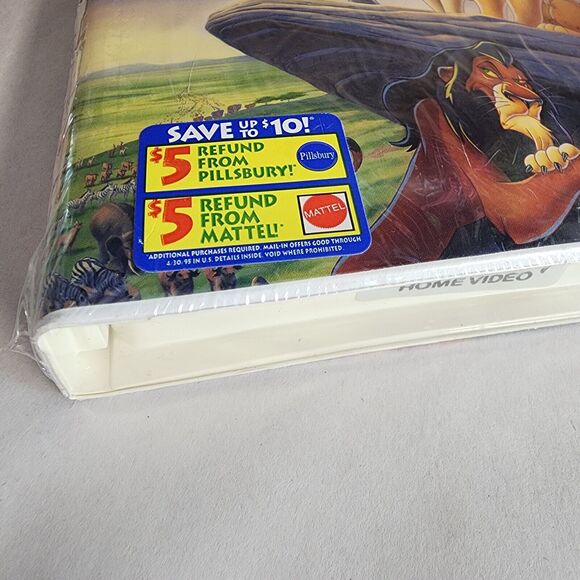 SAVE UP TO $10!*
$5 REFUND
FROM
PILLSBURY!*
Pillsbury
$5 REFUND
FROM
MATTEL!*
MATTEL
*ADDITIONAL PURCHASES REQUIRED. MAIL-IN OFFERS GOOD THROUGH
4.30.95 IN U.S. DETAILS INSIDE. VOID WHERE PROHIBITED.
HOME VIDEO